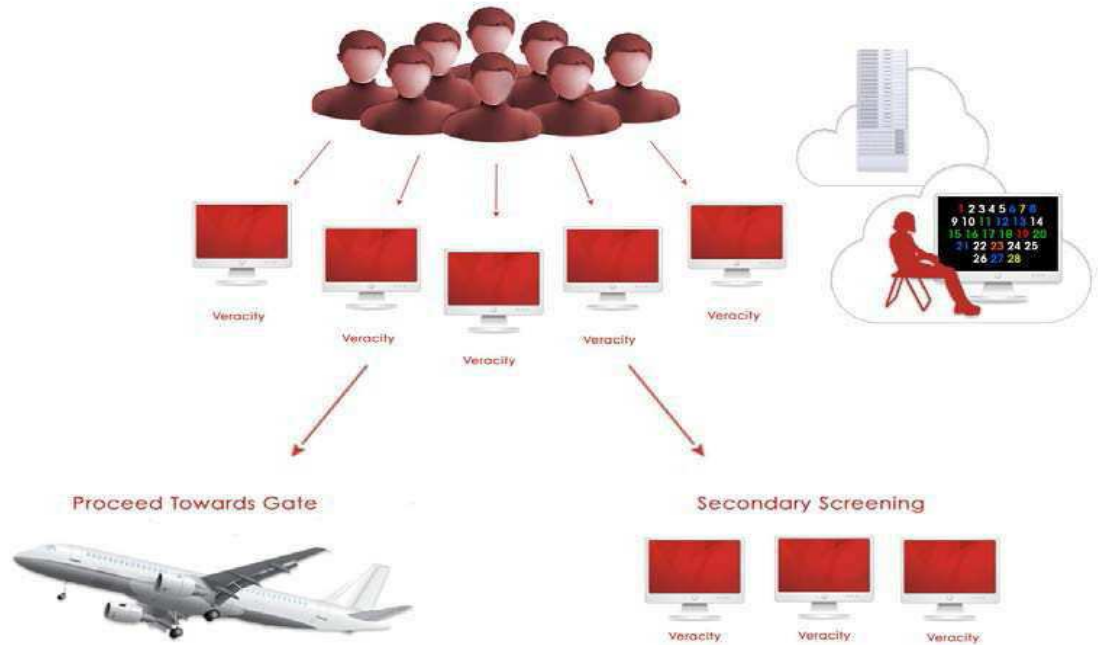 1 2 3 4 5 6 7 8
9 10 11 12 13 14
15 16 17 18 19 20
21 22 23 24 25
26 27 28
Veracity
Veracity
Veracity
Veracity
Veracity
Proceed Towards Gate
Secondary Screening
Veracity
Veracity
Veracity